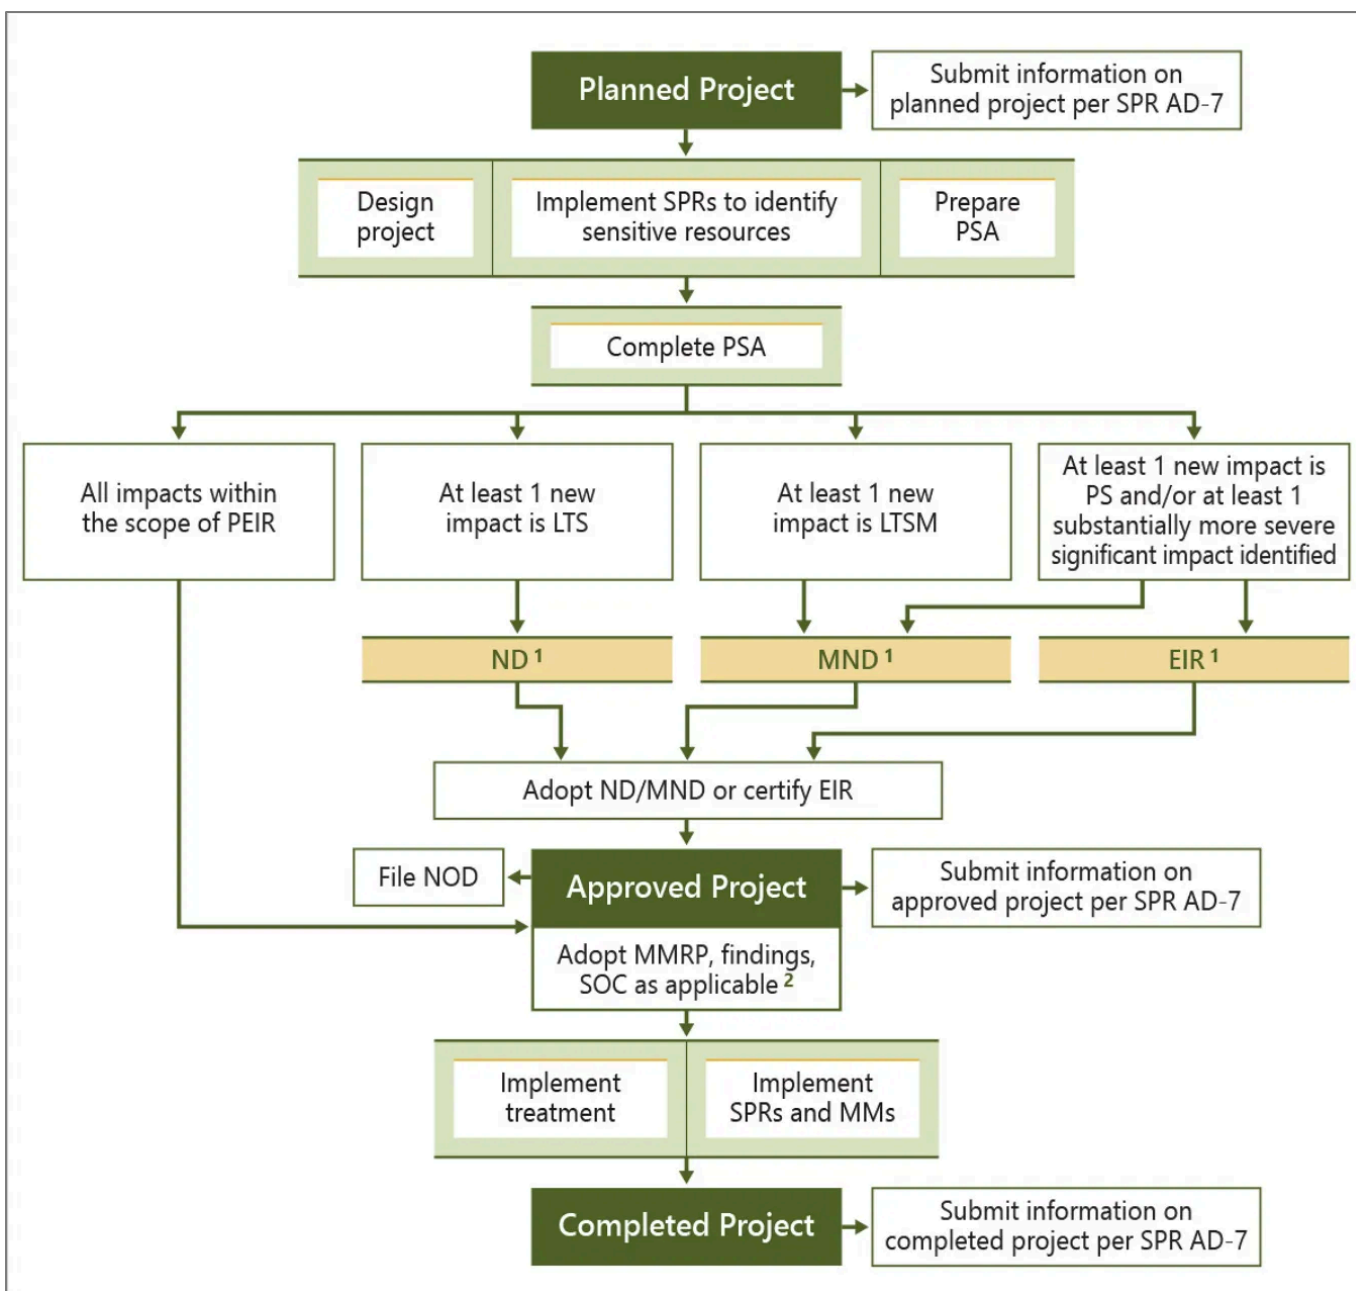 Planned Project
Submit information on
planned project per SPR AD-7
Design
project
Implement SPRs to identify
sensitive resources
Prepare
PSA
Complete PSA
All impacts within
the scope of PEIR
At least 1 new
impact is LTS
At least 1 new
impact is LTSM
At least 1 new impact is
PS and/or at least 1
substantially more severe
significant impact identified
ND 1
MND 1
EIR 1
Adopt ND/MND or certify EIR
File NOD
Approved Project
Submit information on
approved project per SPR AD-7
Adopt MMRP, findings,
SOC as applicable 2
Implement
treatment
Implement
SPRs and MMs
Completed Project
Submit information on
completed project per SPR AD-7